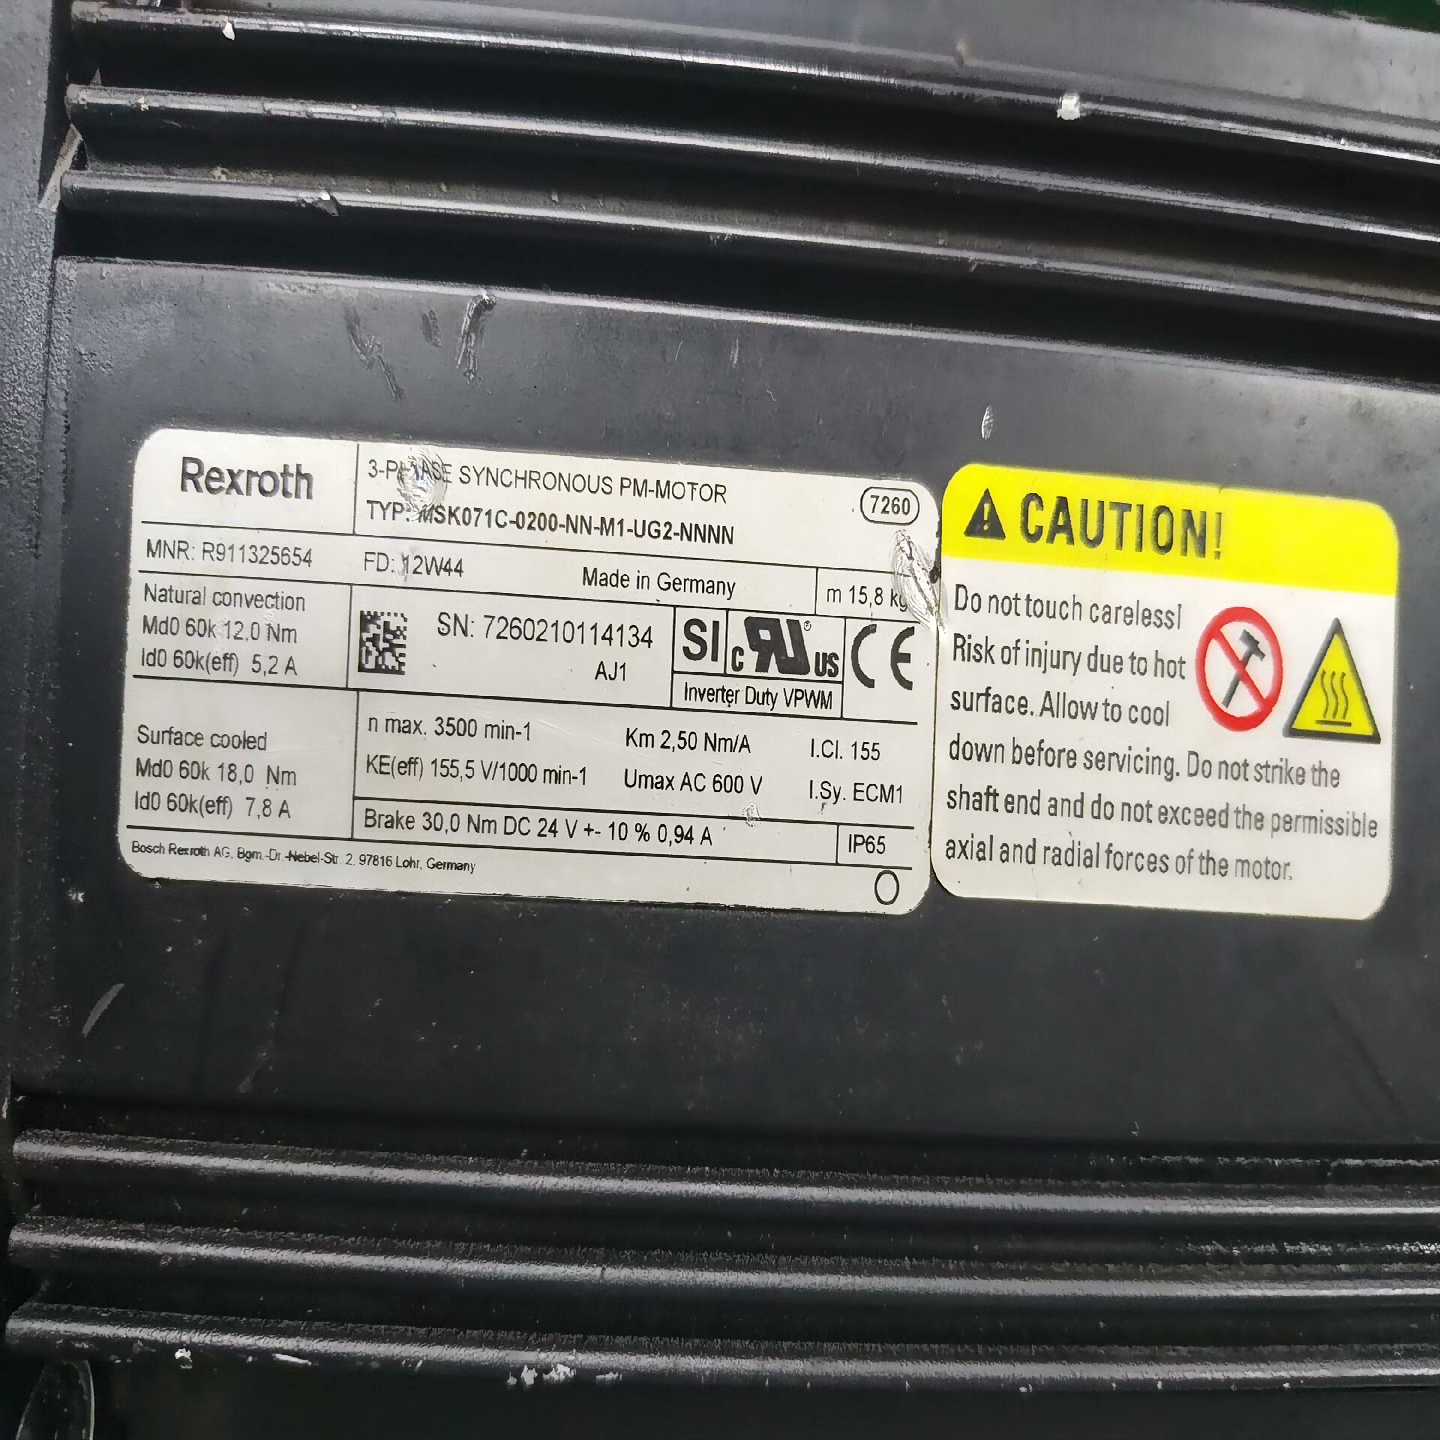 Rexroth
3-PHASE SYNCHRONOUS PM-MOTOR
7260
TYP: MSK071C-0200-NN-M1-UG2-NNNN
MNR: R911325654
FD: 12W44
Made in Germany
m 15,8 kg
Natural convection
Md0 60k 12,0 Nm
Id0 60k(eff) 5,2 A
SN: 7260210114134
AJ1
SI
c RU US
®
CE
Inverter Duty VPWM
Surface cooled
Md0 60k 18,0 Nm
Id0 60k(eff) 7,8 A
n max. 3500 min-1
Km 2,50 Nm/A
I.Cl. 155
KE(eff) 155,5 V/1000 min-1
Umax AC 600 V
I.Sy. ECM1
Brake 30,0 Nm DC 24 V +- 10 % 0,94 A
IP65
Bosch Rexroth AG, Bgm.-Dr.-Nebel-Str. 2, 97816 Lohr, Germany
CAUTION!
Do not touch careless!
Risk of injury due to hot
surface. Allow to cool
down before servicing. Do not strike the
shaft end and do not exceed the permissible
axial and radial forces of the motor.